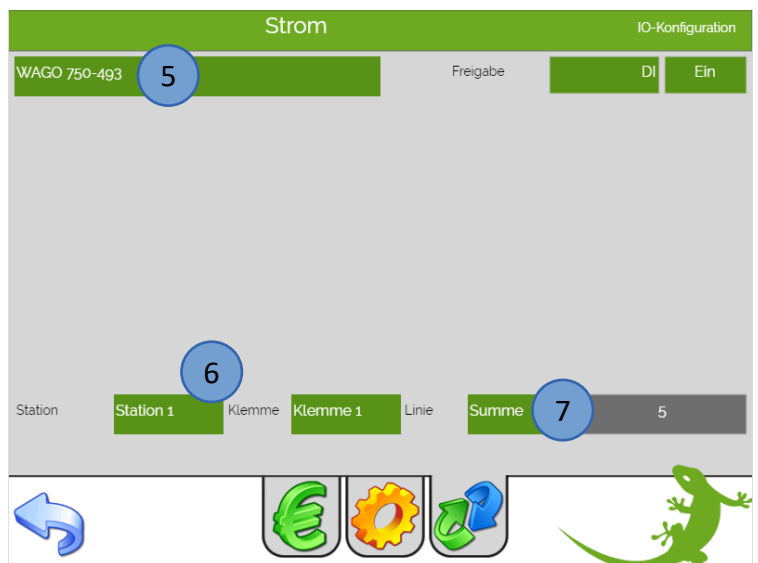 Strom IO-Konfiguration
WAGO 750-493 5 Freigabe DI Ein
6
Station Station 1 Klemme Klemme 1 Linie Summe 7 5